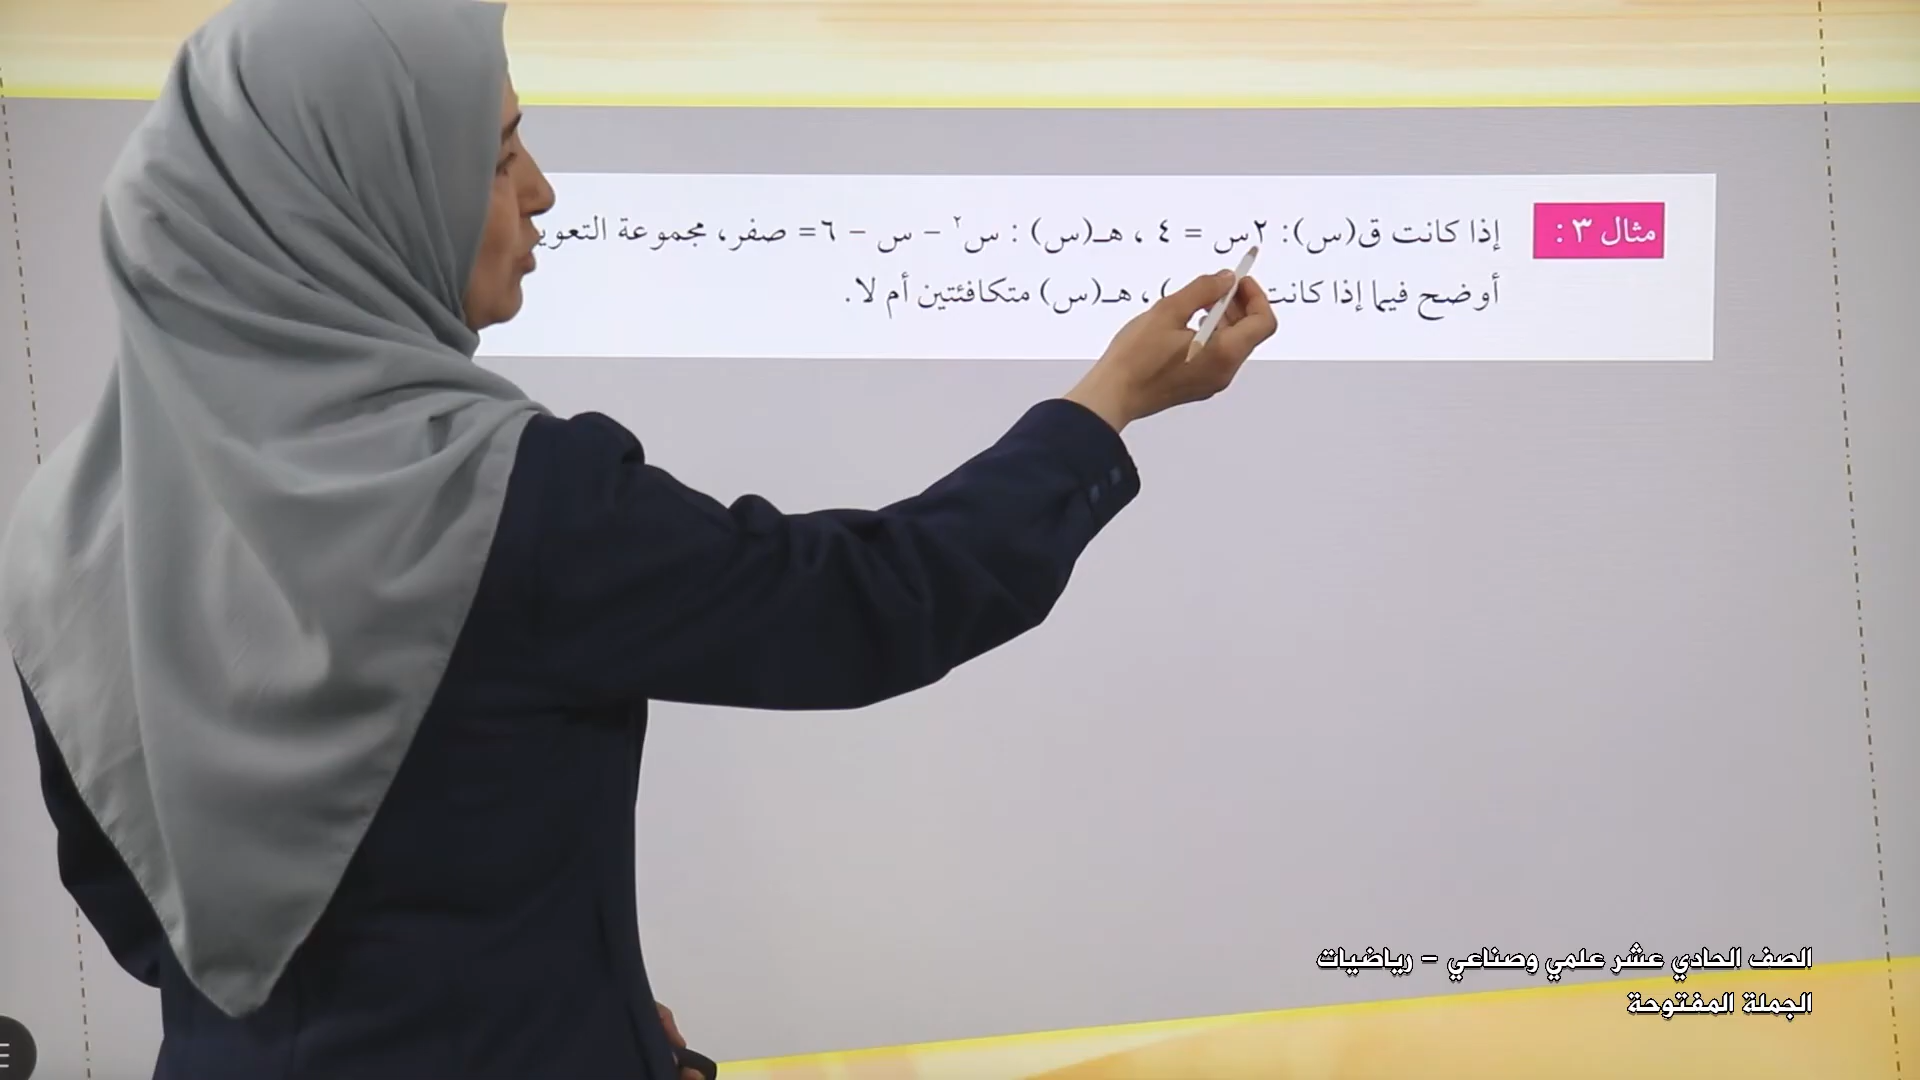 مثال ٣ : إذا كانت ق(س): ٢س = ٤ ، هـ(س) : س٢ – س – ٦= صفر، مجموعة
أوضح فيما إذا كانت ، هـ(س) متكافئتين أم لا.
الصف الحادي عشر علمي وصناعي - رياضيات
الجملة المفتوحة